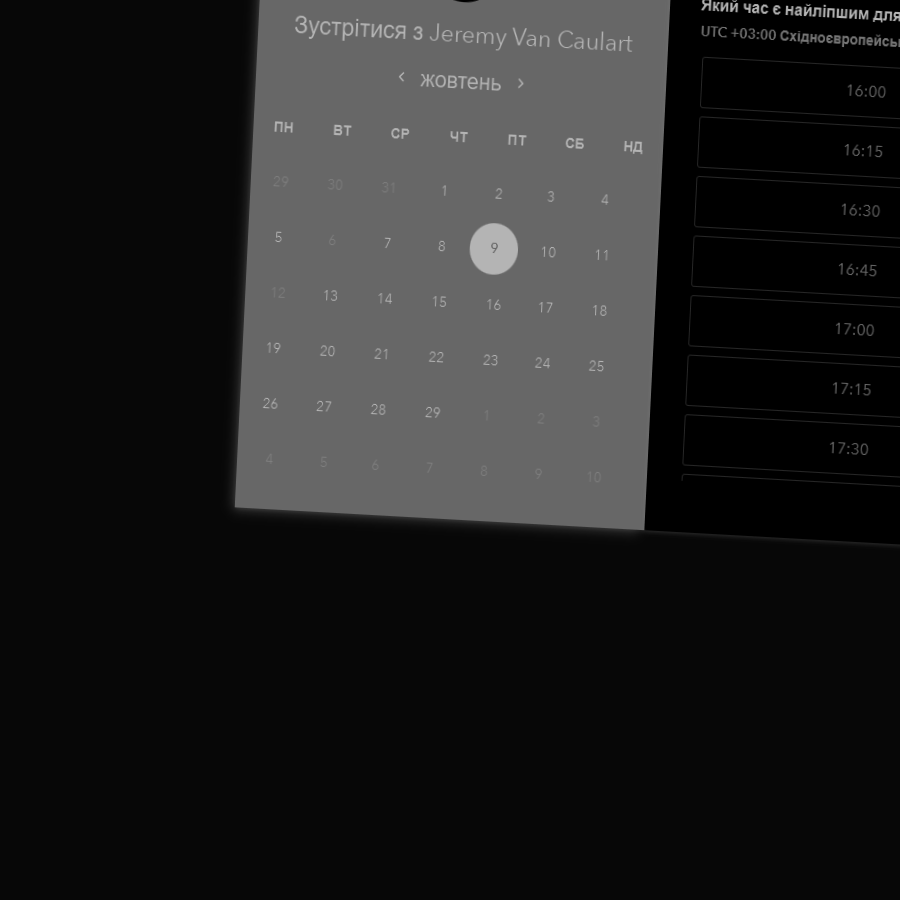 Зустрітися з Jeremy Van Caulart
‹ жовтень ›
ПН ВТ СР ЧТ ПТ СБ НД
29 30 31 1 2 3 4
5 6 7 8 9 10 11
12 13 14 15 16 17 18
19 20 21 22 23 24 25
26 27 28 29 1 2 3
4 5 6 7 8 9 10
Який час є найліпшим для
UTC +03:00
16:00
16:15
16:30
16:45
17:00
17:15
17:30